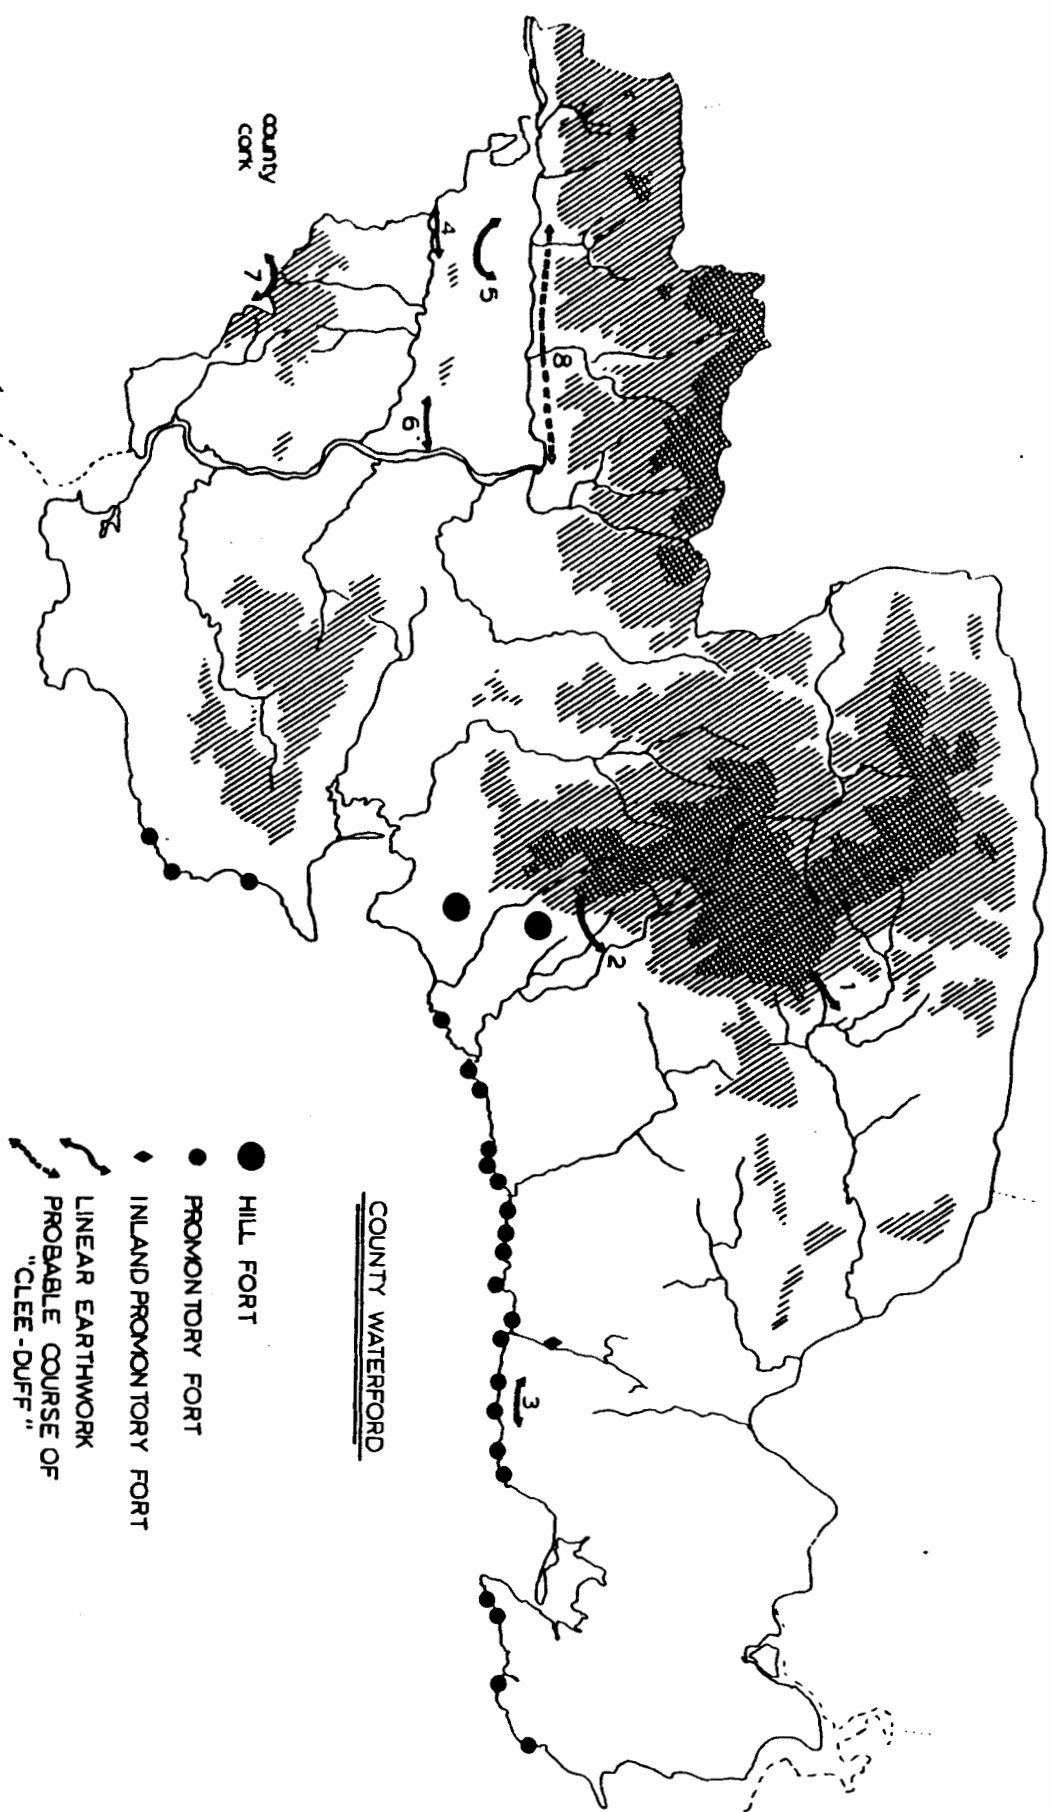 county
cork
1
2
3
4
5
6
7
8
COUNTY WATERFORD
HILL FORT
PROMONTORY FORT
INLAND PROMONTORY FORT
LINEAR EARTHWORK
PROBABLE COURSE OF
"CLEE-DUFF"